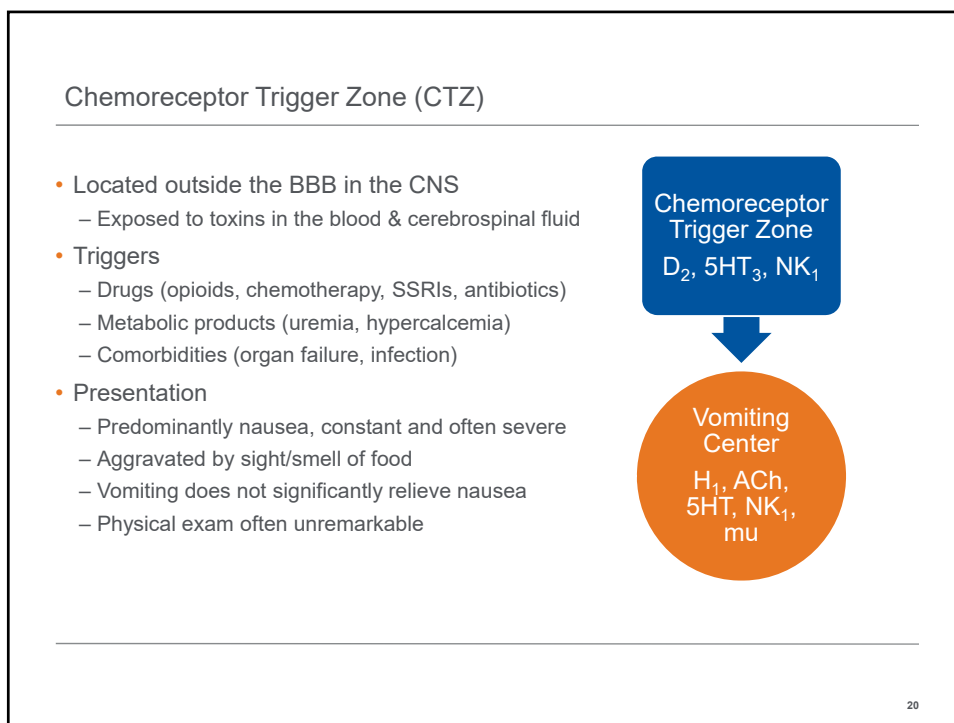 Chemoreceptor Trigger Zone (CTZ)
• Located outside the BBB in the CNS
– Exposed to toxins in the blood & cerebrospinal fluid
• Triggers
– Drugs (opioids, chemotherapy, SSRIs, antibiotics)
– Metabolic products (uremia, hypercalcemia)
– Comorbidities (organ failure, infection)
• Presentation
– Predominantly nausea, constant and often severe
– Aggravated by sight/smell of food
– Vomiting does not significantly relieve nausea
– Physical exam often unremarkable
Chemoreceptor
Trigger Zone
D₂, 5HT₃, NK₁
Vomiting
Center
H₁, ACh,
5HT, NK₁,
mu
20